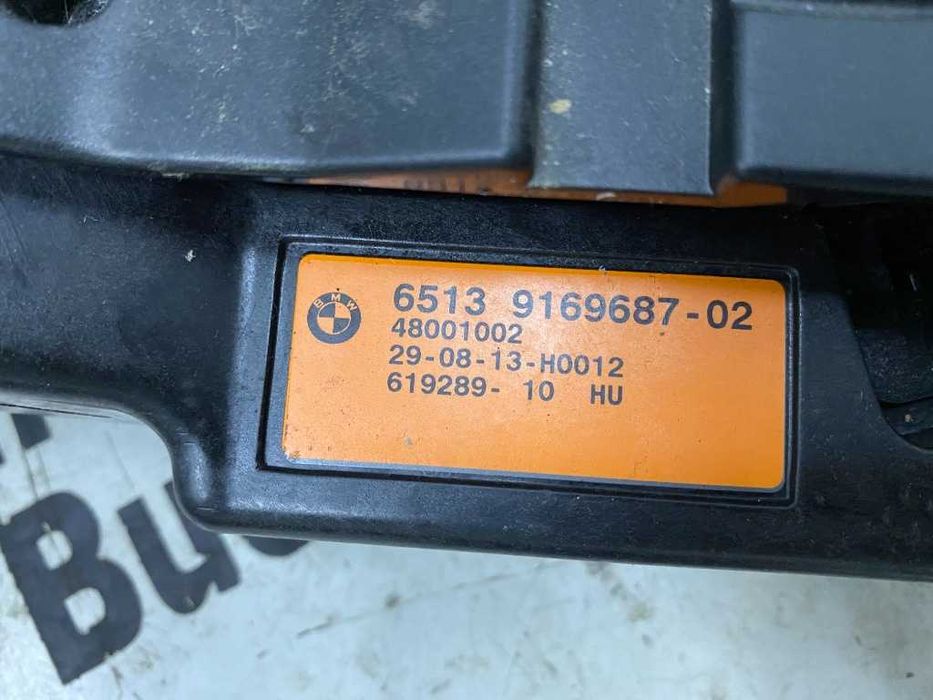 BMW
6513 9169687-02
48001002
29-08-13-H0012
619289- 10 HU